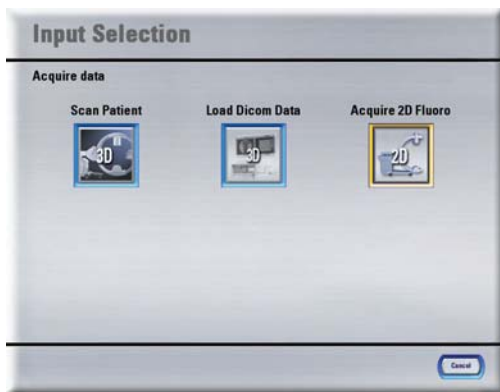 Input Selection
Acquire data
Scan Patient Load Dicom Data Acquire 2D Fluoro
3D 3D 2D
Cancel